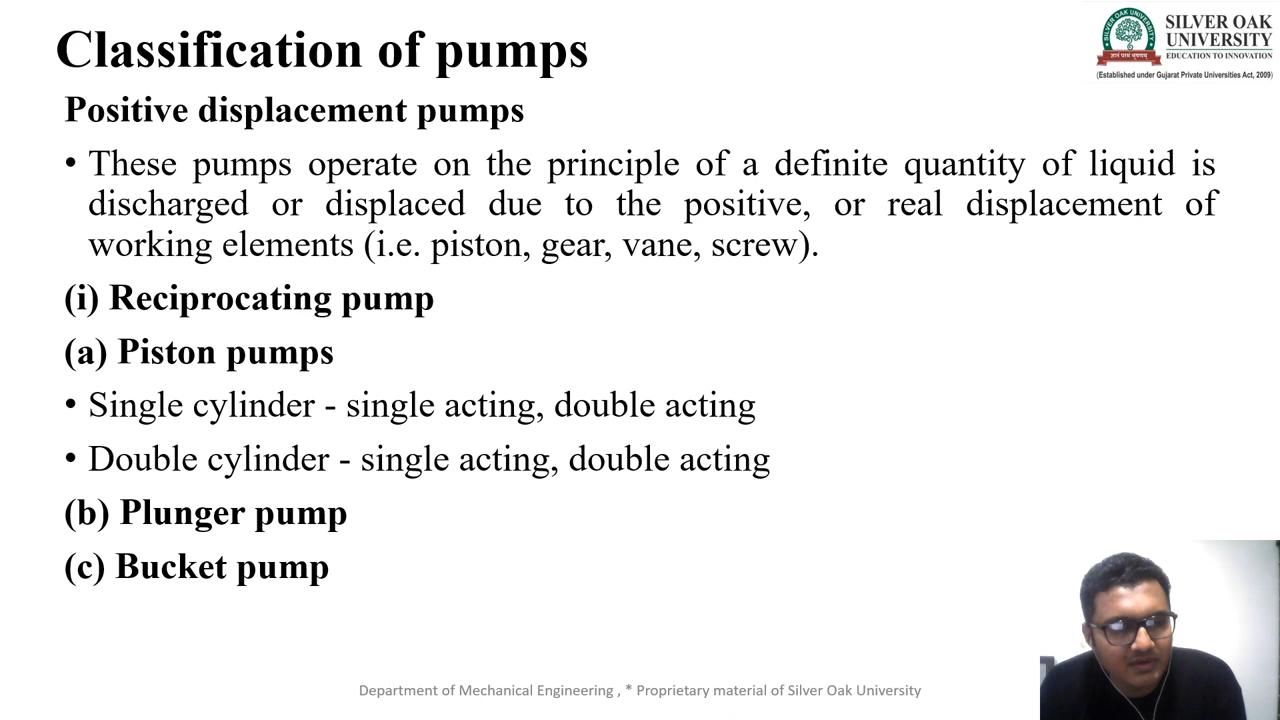 Classification of pumps
SILVER OAK
UNIVERSITY
EDUCATION TO INNOVATION
(Established under Gujarat Private Universities Act, 2009)
Positive displacement pumps
• These pumps operate on the principle of a definite quantity of liquid is
discharged or displaced due to the positive, or real displacement of
working elements (i.e. piston, gear, vane, screw).
(i) Reciprocating pump
(a) Piston pumps
• Single cylinder - single acting, double acting
• Double cylinder - single acting, double acting
(b) Plunger pump
(c) Bucket pump
Department of Mechanical Engineering , * Proprietary material of Silver Oak University